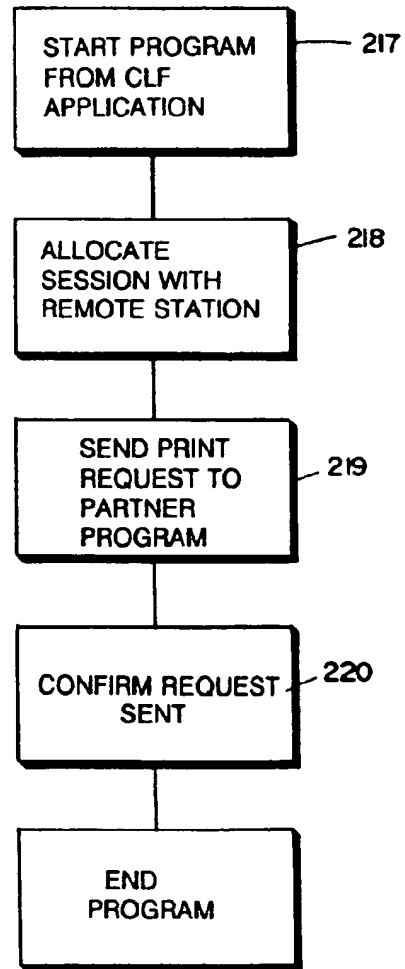 START PROGRAM
FROM CLF
APPLICATION
217
ALLOCATE
SESSION WITH
REMOTE STATION
218
SEND PRINT
REQUEST TO
PARTNER
PROGRAM
219
CONFIRM REQUEST
SENT
220
END
PROGRAM